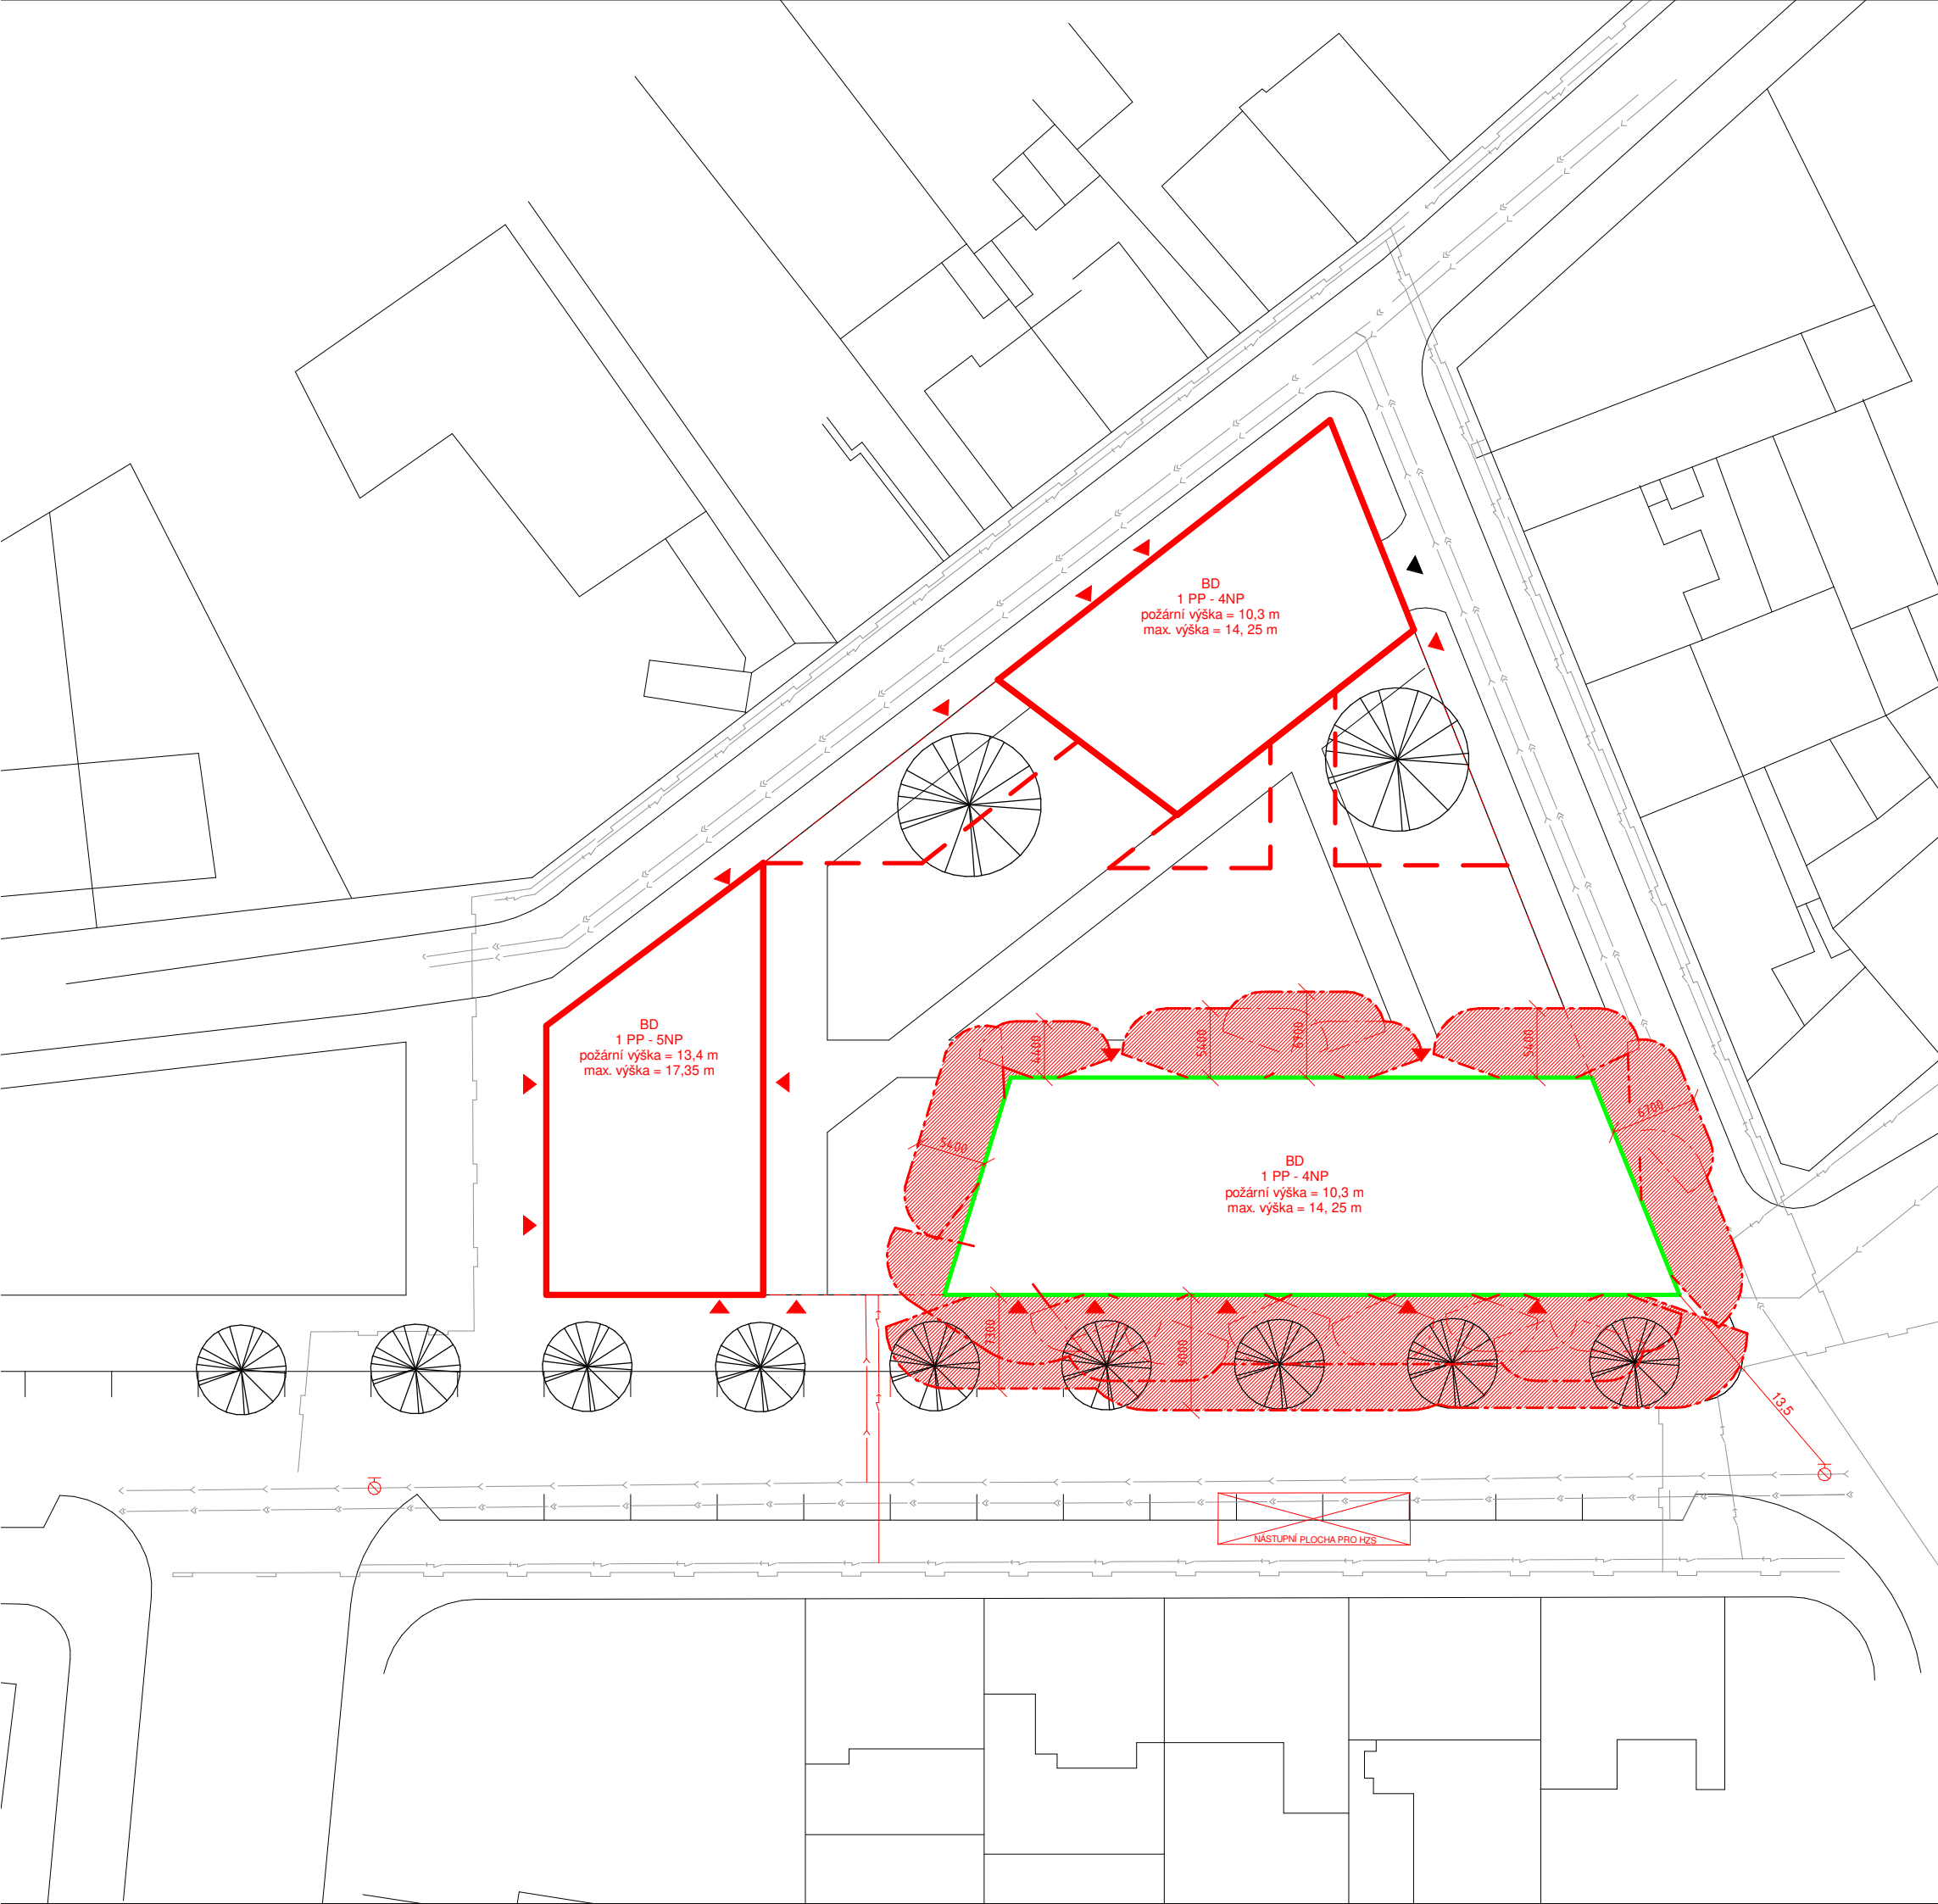 BD
1 PP - 4NP
požární výška = 10,3 m
max. výška = 14, 25 m
BD
1 PP - 5NP
požární výška = 13,4 m
max. výška = 17,35 m
4400
5400
6700
5400
6700
5400
BD
1 PP - 4NP
požární výška = 10,3 m
max. výška = 14, 25 m
7300
9000
13,5
NÁSTUPNÍ PLOCHA PRO HZS